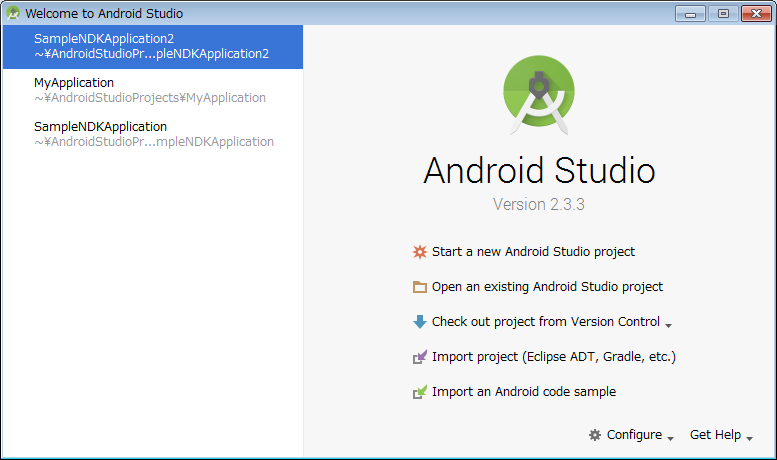 Welcome to Android Studio
SampleNDKApplication2
~¥AndroidStudioPr...pleNDKApplication2
MyApplication
~¥AndroidStudioProjects¥MyApplication
SampleNDKApplication
~¥AndroidStudioPr...mpleNDKApplication
Android Studio
Version 2.3.3
Start a new Android Studio project
Open an existing Android Studio project
Check out project from Version Control
Import project (Eclipse ADT, Gradle, etc.)
Import an Android code sample
Configure
Get Help